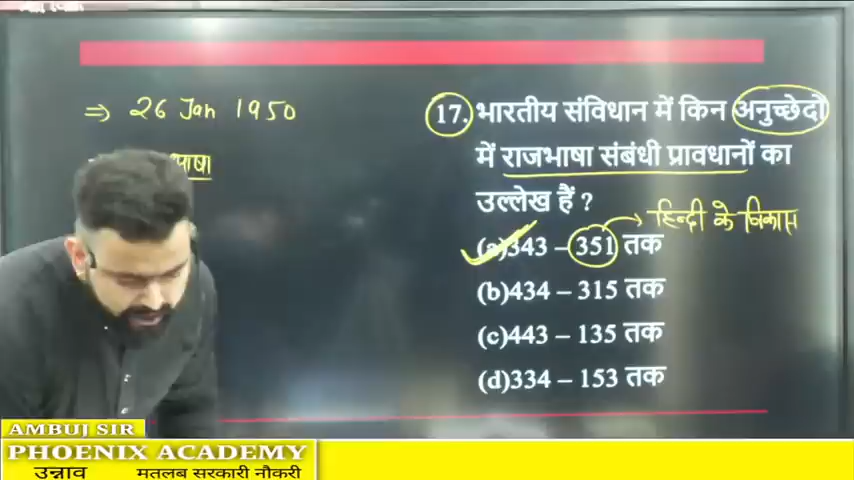 ⇒ 26 Jan 1950
भाषा
17. भारतीय संविधान में किन अनुच्छेदों
में राजभाषा संबंधी प्रावधानों का
उल्लेख हैं ?
(a) 343 – 351 तक → हिन्दी के विकास
(b) 434 – 315 तक
(c) 443 – 135 तक
(d) 334 – 153 तक
AMBUJ SIR
PHOENIX ACADEMY
उन्नाव मतलब सरकारी नौकरी